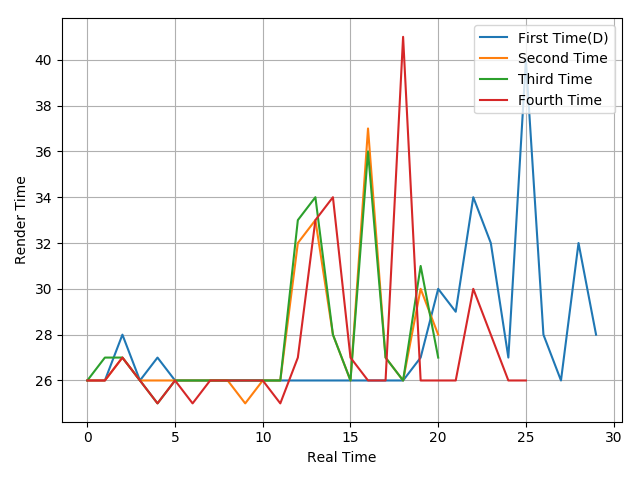 First Time(D)
Second Time
Third Time
Fourth Time
Render Time
40
38
36
34
32
30
28
26
0 5 10 15 20 25 30
Real Time